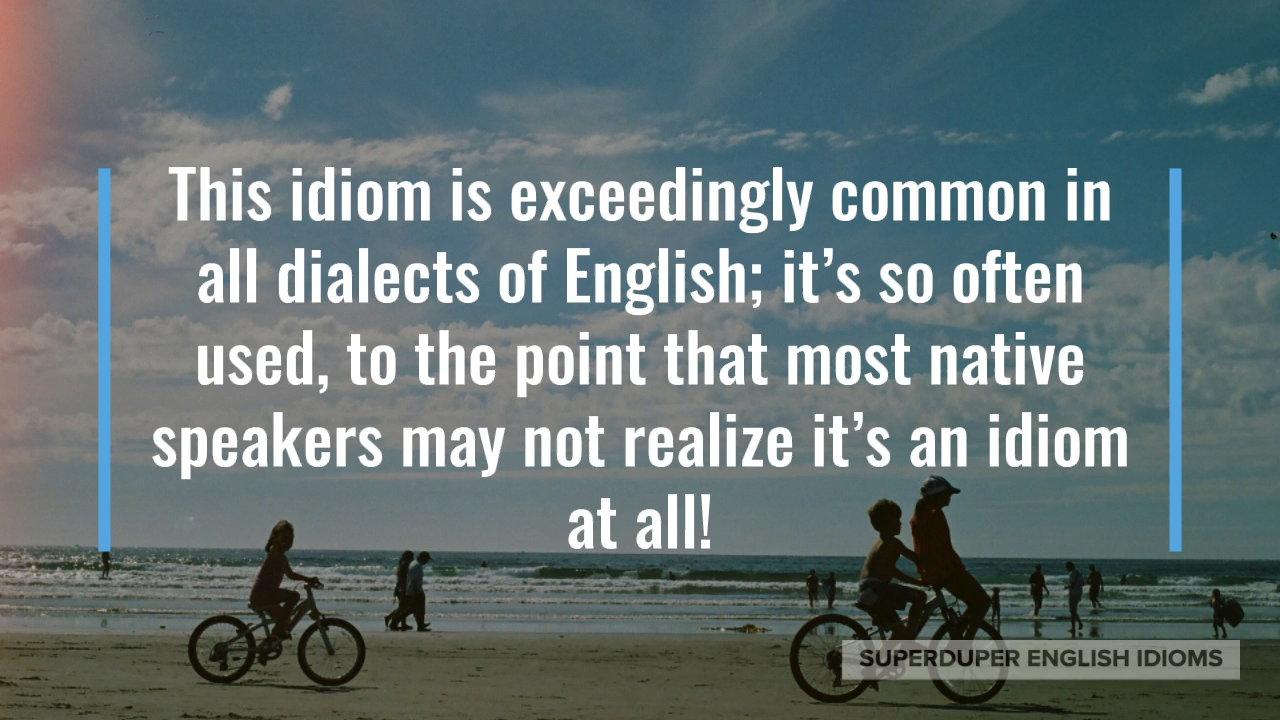 This idiom is exceedingly common in
all dialects of English; it’s so often
used, to the point that most native
speakers may not realize it’s an idiom
at all!
SUPERDUPER ENGLISH IDIOMS